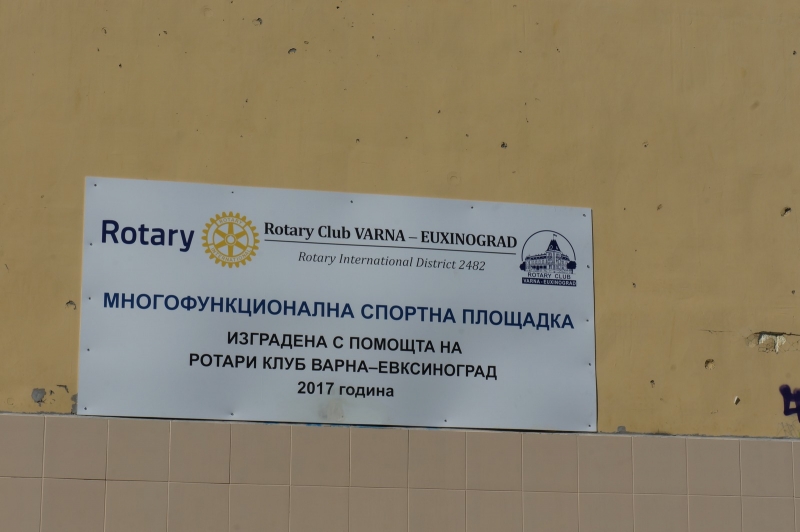 Rotary
Rotary Club VARNA – EUXINOGRAD
Rotary International District 2482
ROTARY CLUB
VARNA - EUXINOGRAD
МНОГОФУНКЦИОНАЛНА СПОРТНА ПЛОЩАДКА
ИЗГРАДЕНА С ПОМОЩТА НА
РОТАРИ КЛУБ ВАРНА–ЕВКСИНОГРАД
2017 година